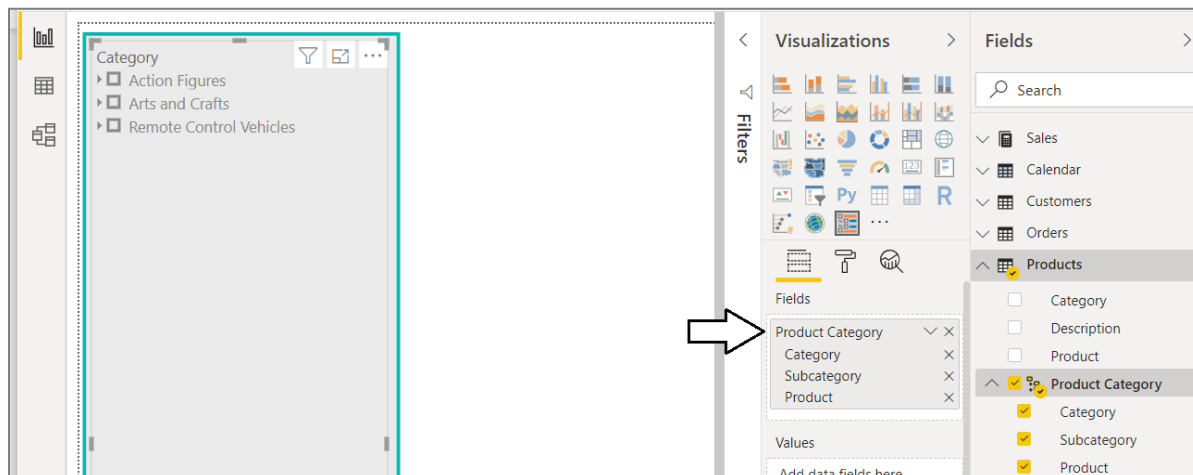 Category
Action Figures
Arts and Crafts
Remote Control Vehicles
Filters
Visualizations
123
Py
R
Fields
Product Category
Category
Subcategory
Product
Values
Add data fields here
Fields
Search
Sales
Calendar
Customers
Orders
Products
Category
Description
Product
Product Category
Category
Subcategory
Product